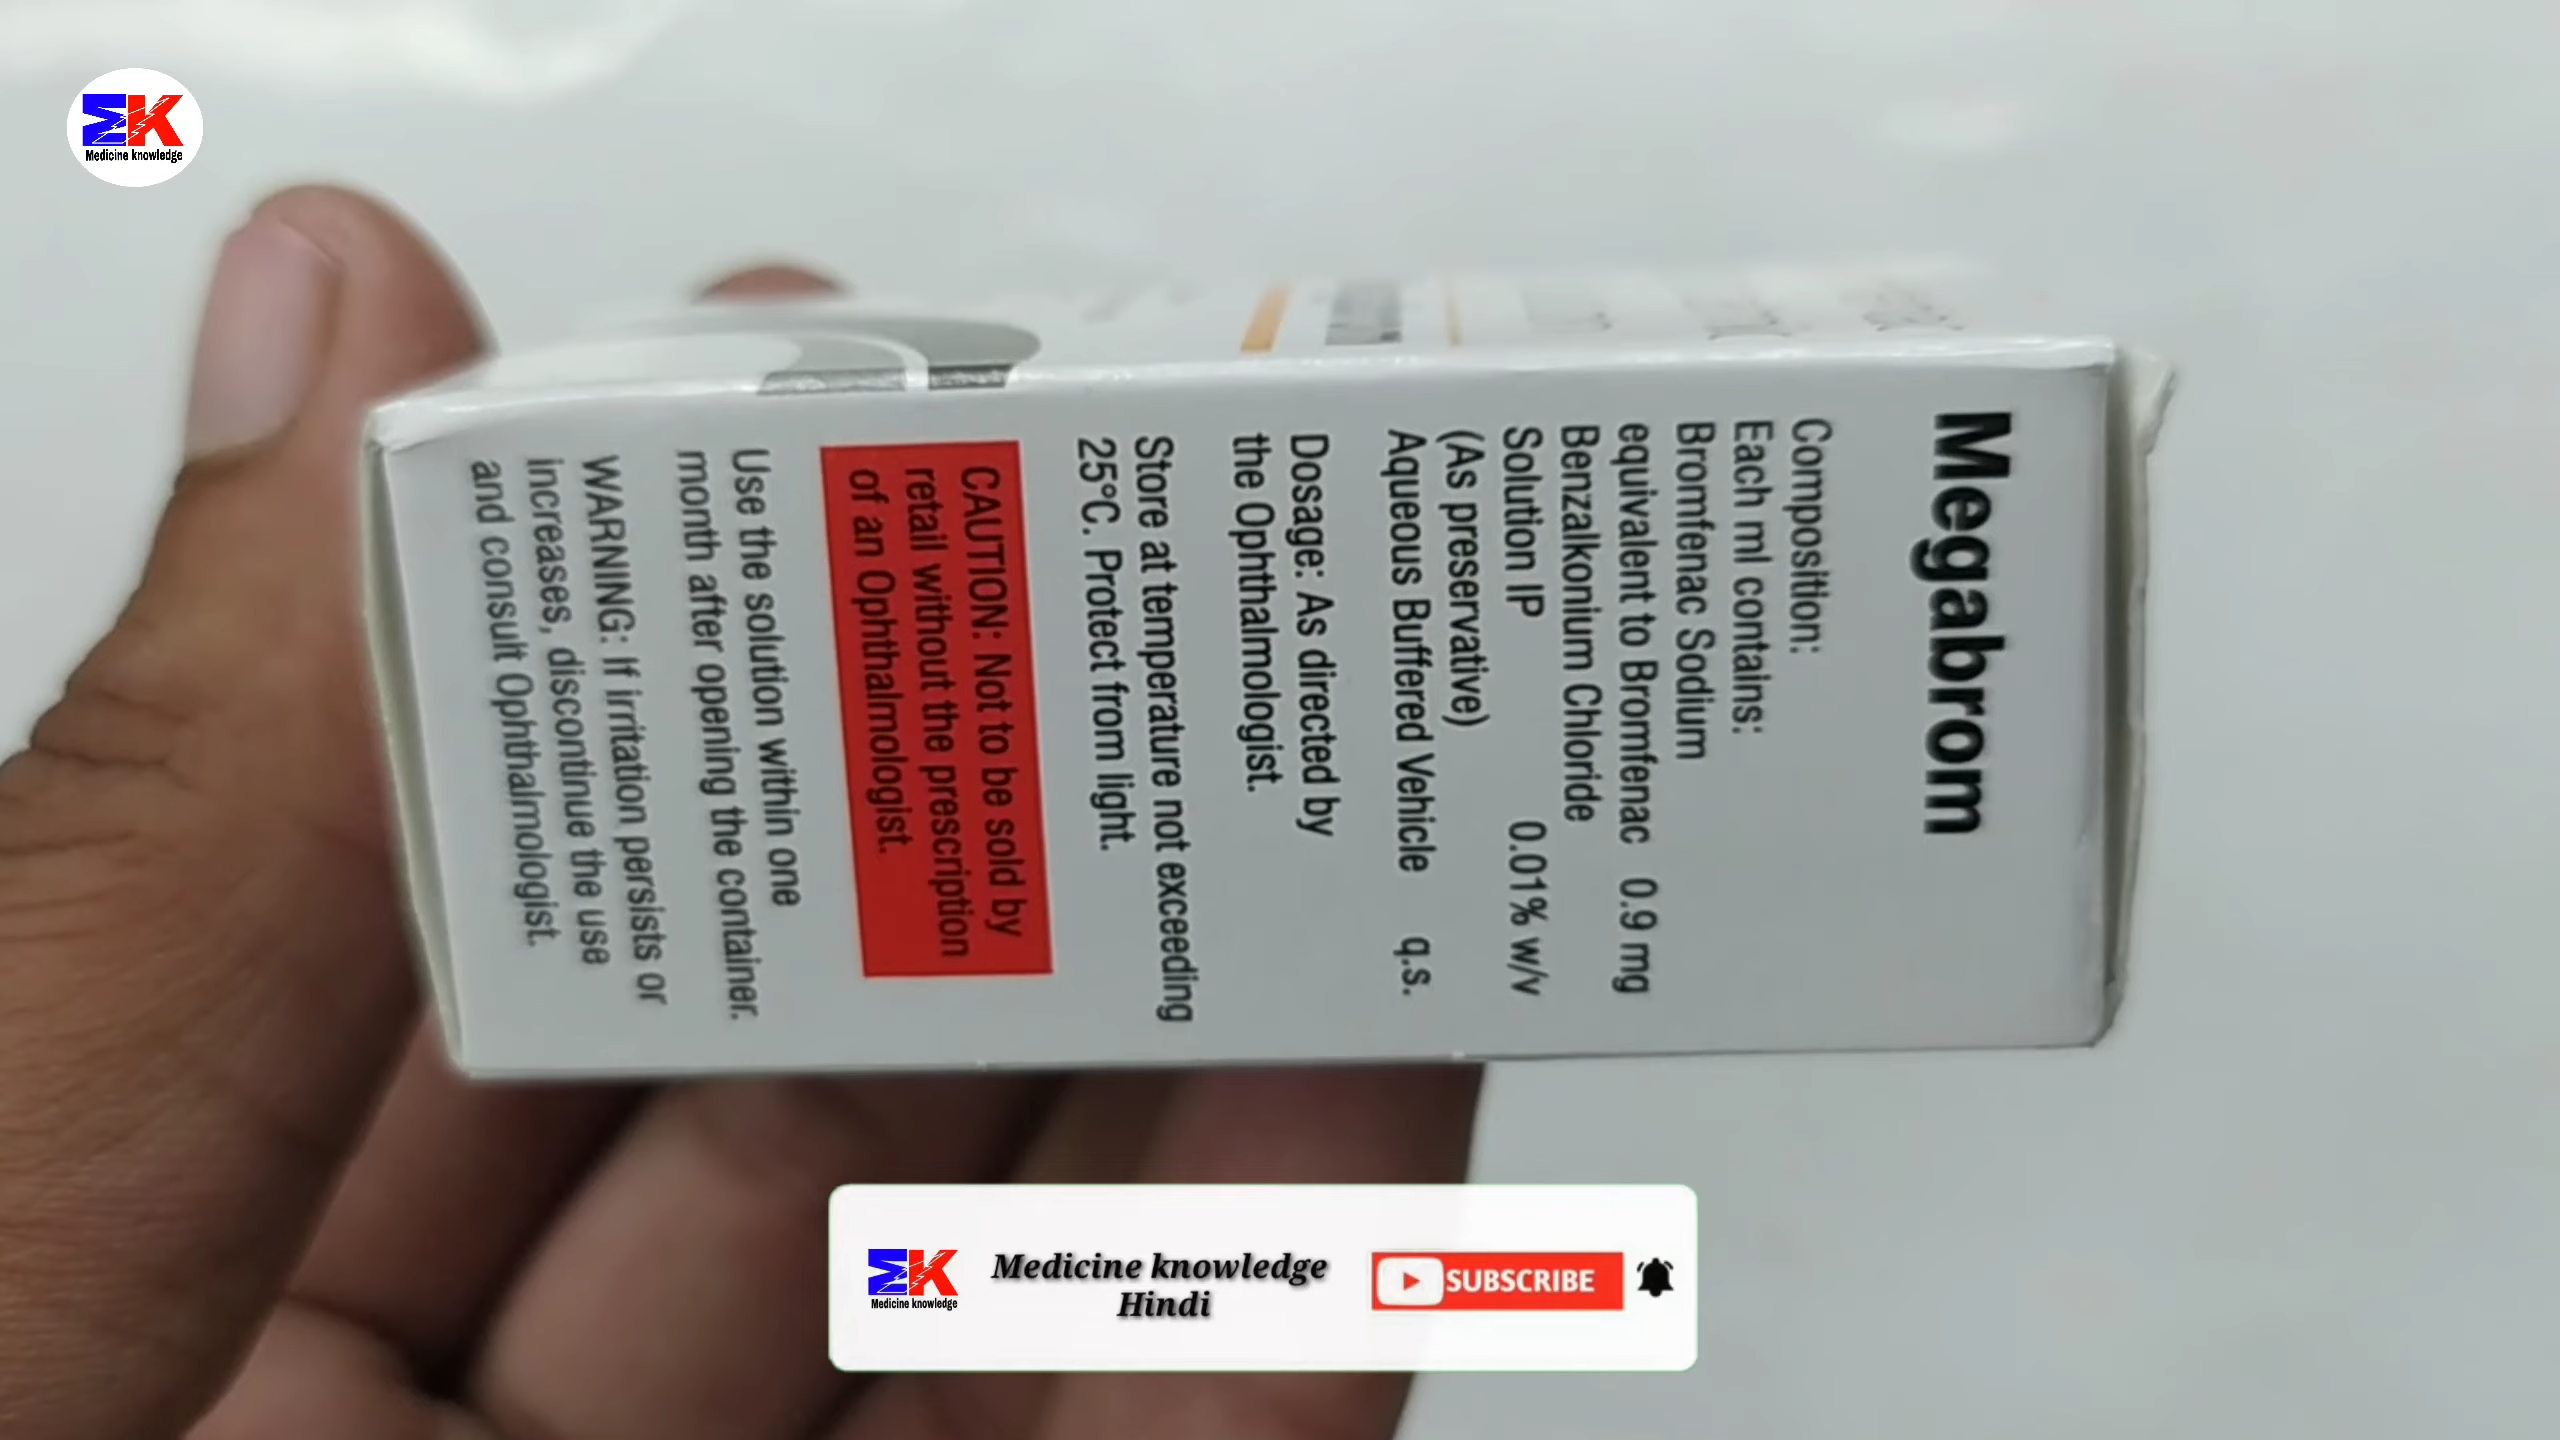 MK
Medicine knowledge
Megabrom
Composition:
Each ml contains:
Bromfenac Sodium
equivalent to Bromfenac 0.9 mg
Benzalkonium Chloride
Solution IP 0.01% w/v
(As preservative)
Aqueous Buffered Vehicle q.s.
Dosage: As directed by
the Ophthalmologist.
Store at temperature not exceeding
25°C. Protect from light.
CAUTION: Not to be sold by
retail without the prescription
of an Ophthalmologist.
Use the solution within one
month after opening the container.
WARNING: If irritation persists or
increases, discontinue the use
and consult Ophthalmologist.
MK
Medicine knowledge
Medicine knowledge
Hindi
SUBSCRIBE